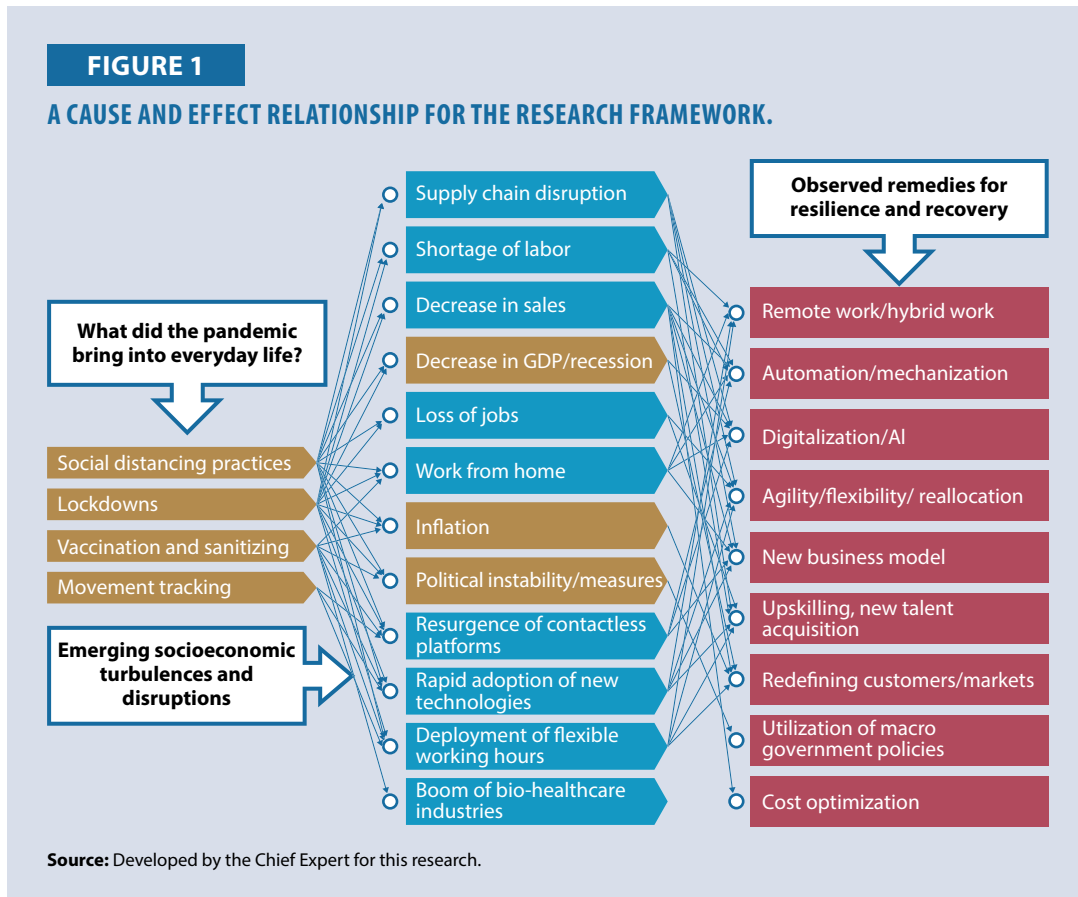 FIGURE 1
A CAUSE AND EFFECT RELATIONSHIP FOR THE RESEARCH FRAMEWORK.
What did the pandemic
bring into everyday life?
Social distancing practices
Lockdowns
Vaccination and sanitizing
Movement tracking
Emerging socioeconomic
turbulences and
disruptions
Supply chain disruption
Shortage of labor
Decrease in sales
Decrease in GDP/recession
Loss of jobs
Work from home
Inflation
Political instability/measures
Resurgence of contactless
platforms
Rapid adoption of new
technologies
Deployment of flexible
working hours
Boom of bio-healthcare
industries
Observed remedies for
resilience and recovery
Remote work/hybrid work
Automation/mechanization
Digitalization/AI
Agility/flexibility/ reallocation
New business model
Upskilling, new talent
acquisition
Redefining customers/markets
Utilization of macro
government policies
Cost optimization
Source: Developed by the Chief Expert for this research.